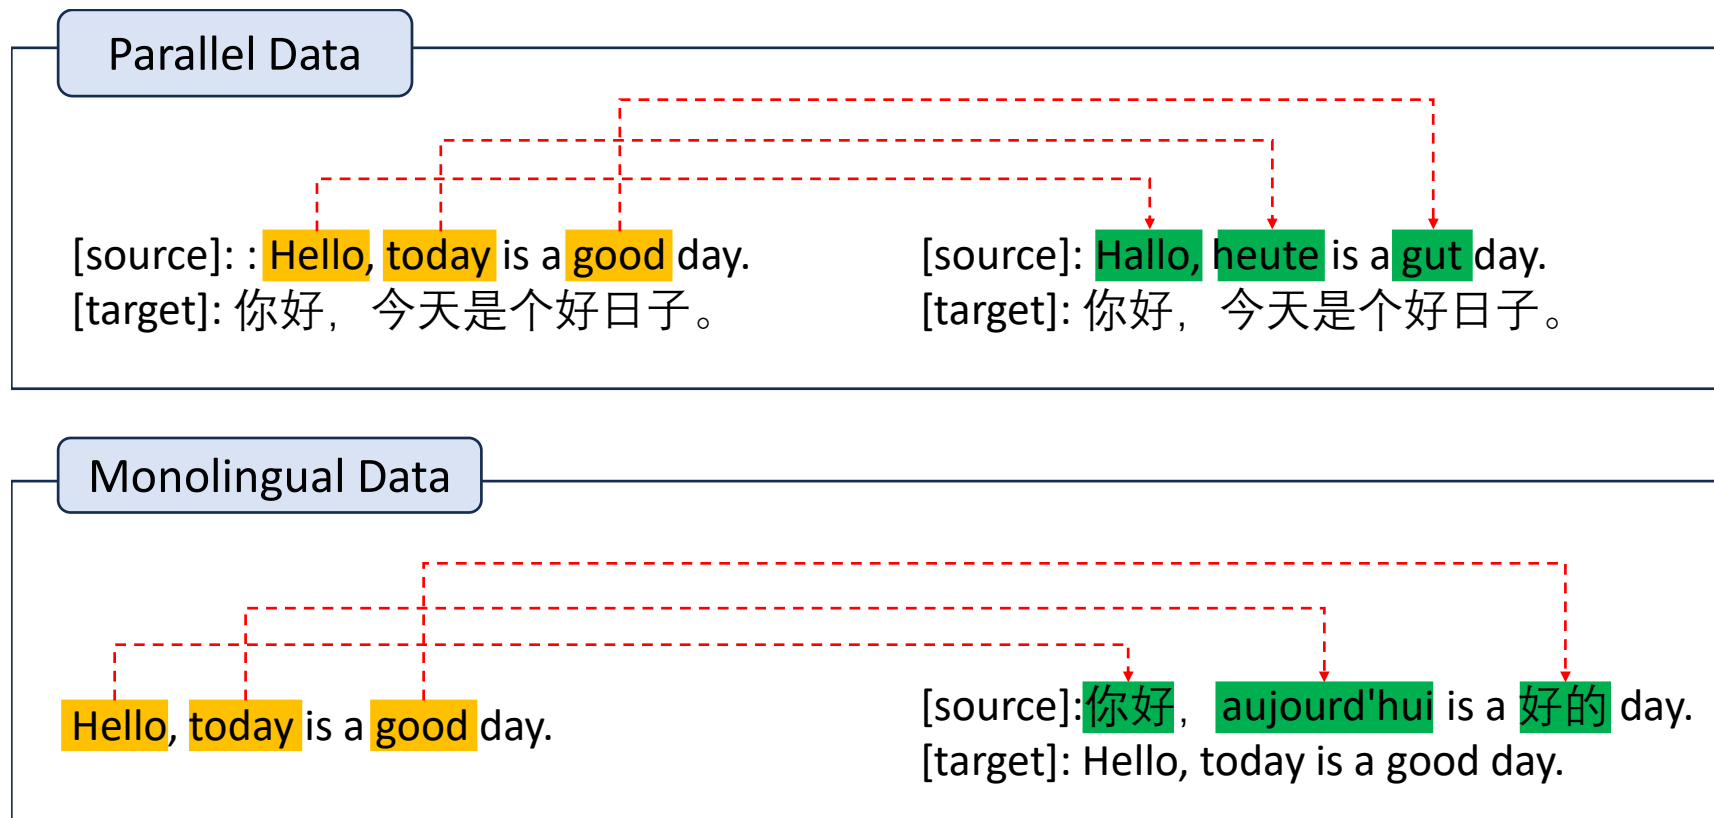 Parallel Data
[source]: : Hello, today is a good day.
[target]: 你好, 今天是个好日子。
[source]: Hallo, heute is a gut day.
[target]: 你好, 今天是个好日子。
Monolingual Data
Hello, today is a good day.
[source]:你好, aujourd'hui is a 好的 day.
[target]: Hello, today is a good day.